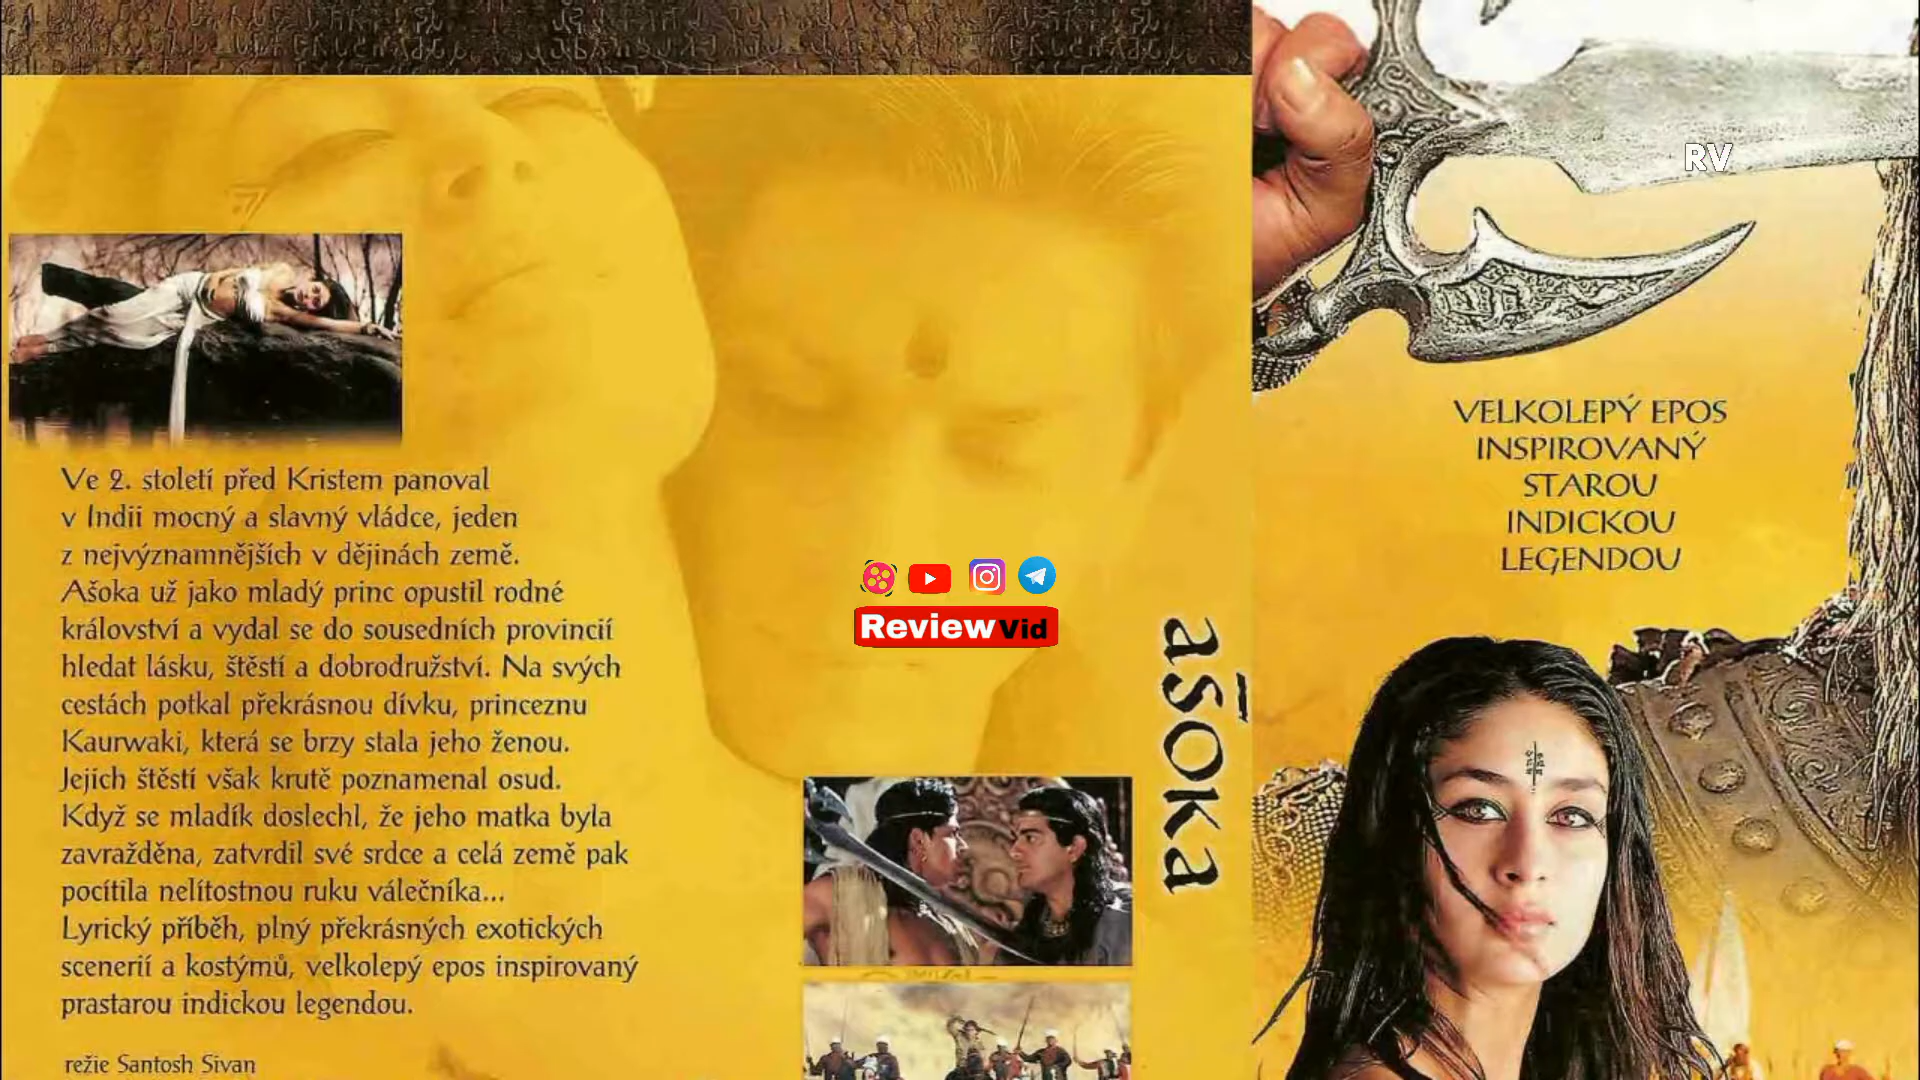 Ve 2. století před Kristem panoval
v Indii mocný a slavný vládce, jeden
z nejvýznamnějších v dějinách země.
Ašoka už jako mladý princ opustil rodné
království a vydal se do sousedních provincií
hledat lásku, štěstí a dobrodružství. Na svých
cestách potkal překrásnou dívku, princeznu
Kaurwaki, která se brzy stala jeho ženou.
Jejich štěstí však krutě poznamenal osud.
Když se mladík doslechl, že jeho matka byla
zavražděna, zatvrdil své srdce a celá země pak
pocítila nelítostnou ruku válečníka...
Lyrický příběh, plný překrásných exotických
scenerií a kostýmů, velkolepý epos inspirovaný
prastarou indickou legendou.
režie Santosh Sivan
ReviewVid
aśoka
RV
VELKOLEPÝ EPOS
INSPIROVANÝ
STAROU
INDICKOU
LEGENDOU